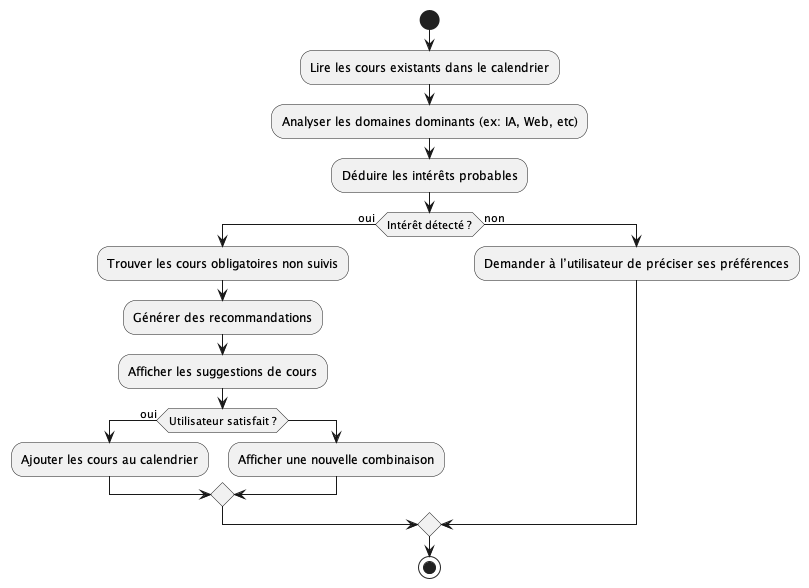 Lire les cours existants dans le calendrier
Analyser les domaines dominants (ex: IA, Web, etc)
Déduire les intérêts probables
oui
Intérêt détecté ?
non
Trouver les cours obligatoires non suivis
Demander à l'utilisateur de préciser ses préférences
Générer des recommandations
Afficher les suggestions de cours
oui
Utilisateur satisfait ?
Ajouter les cours au calendrier
Afficher une nouvelle combinaison